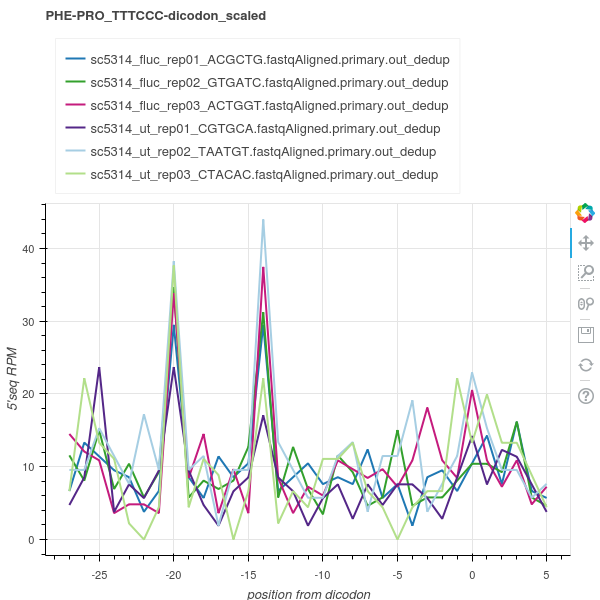 PHE-PRO_TTTCCC-dicodon_scaled
sc5314_fluc_rep01_ACGCTG.fastqAligned.primary.out_dedup
sc5314_fluc_rep02_GTGATC.fastqAligned.primary.out_dedup
sc5314_fluc_rep03_ACTGGT.fastqAligned.primary.out_dedup
sc5314_ut_rep01_CGTGCA.fastqAligned.primary.out_dedup
sc5314_ut_rep02_TAATGT.fastqAligned.primary.out_dedup
sc5314_ut_rep03_CTACAC.fastqAligned.primary.out_dedup
5'seq RPM
40
30
20
10
0
-25 -20 -15 -10 -5 0 5
position from dicodon